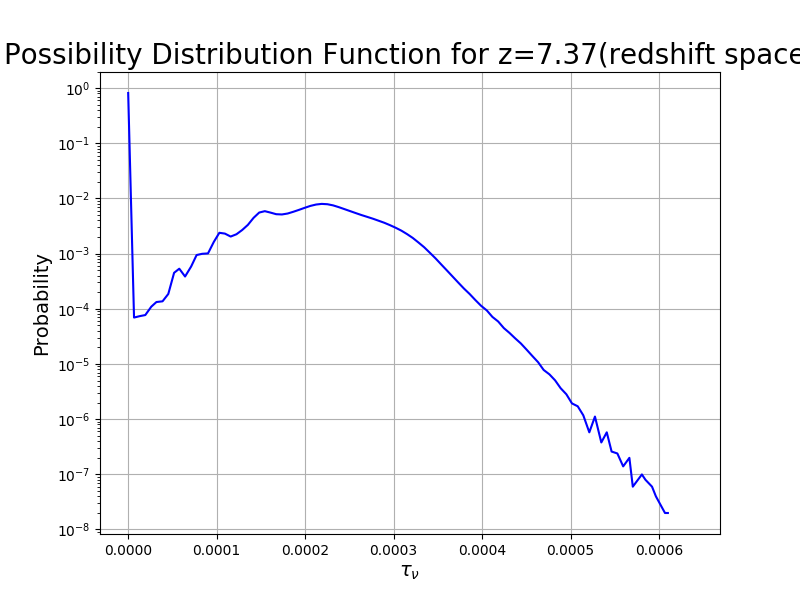 Possibility Distribution Function for z=7.37(redshift space
10⁰
10⁻¹
10⁻²
10⁻³
10⁻⁴
10⁻⁵
10⁻⁶
10⁻⁷
10⁻⁸
Probability
0.0000 0.0001 0.0002 0.0003 0.0004 0.0005 0.0006
τᵥ